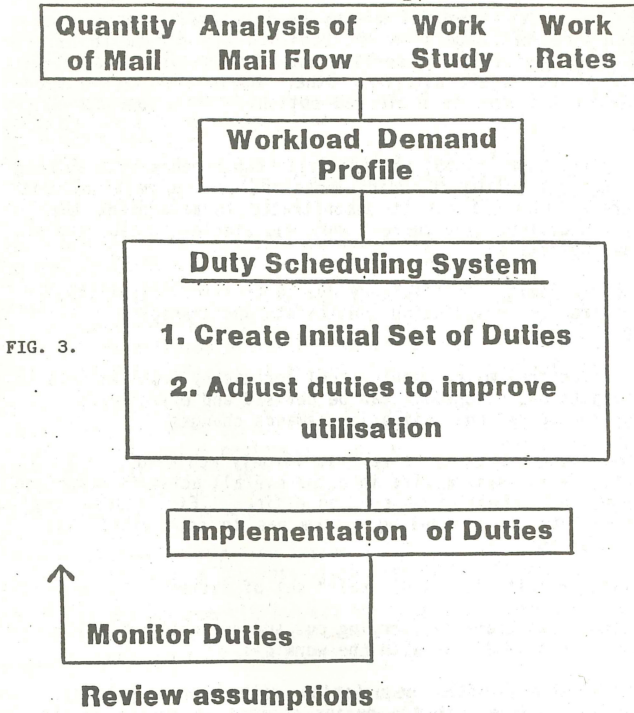 Quantity of Mail
Analysis of Mail Flow
Work Study
Work Rates
Workload Demand
Profile
Duty Scheduling System
1. Create Initial Set of Duties
2. Adjust duties to improve
utilisation
FIG. 3.
Implementation of Duties
Monitor Duties
Review assumptions